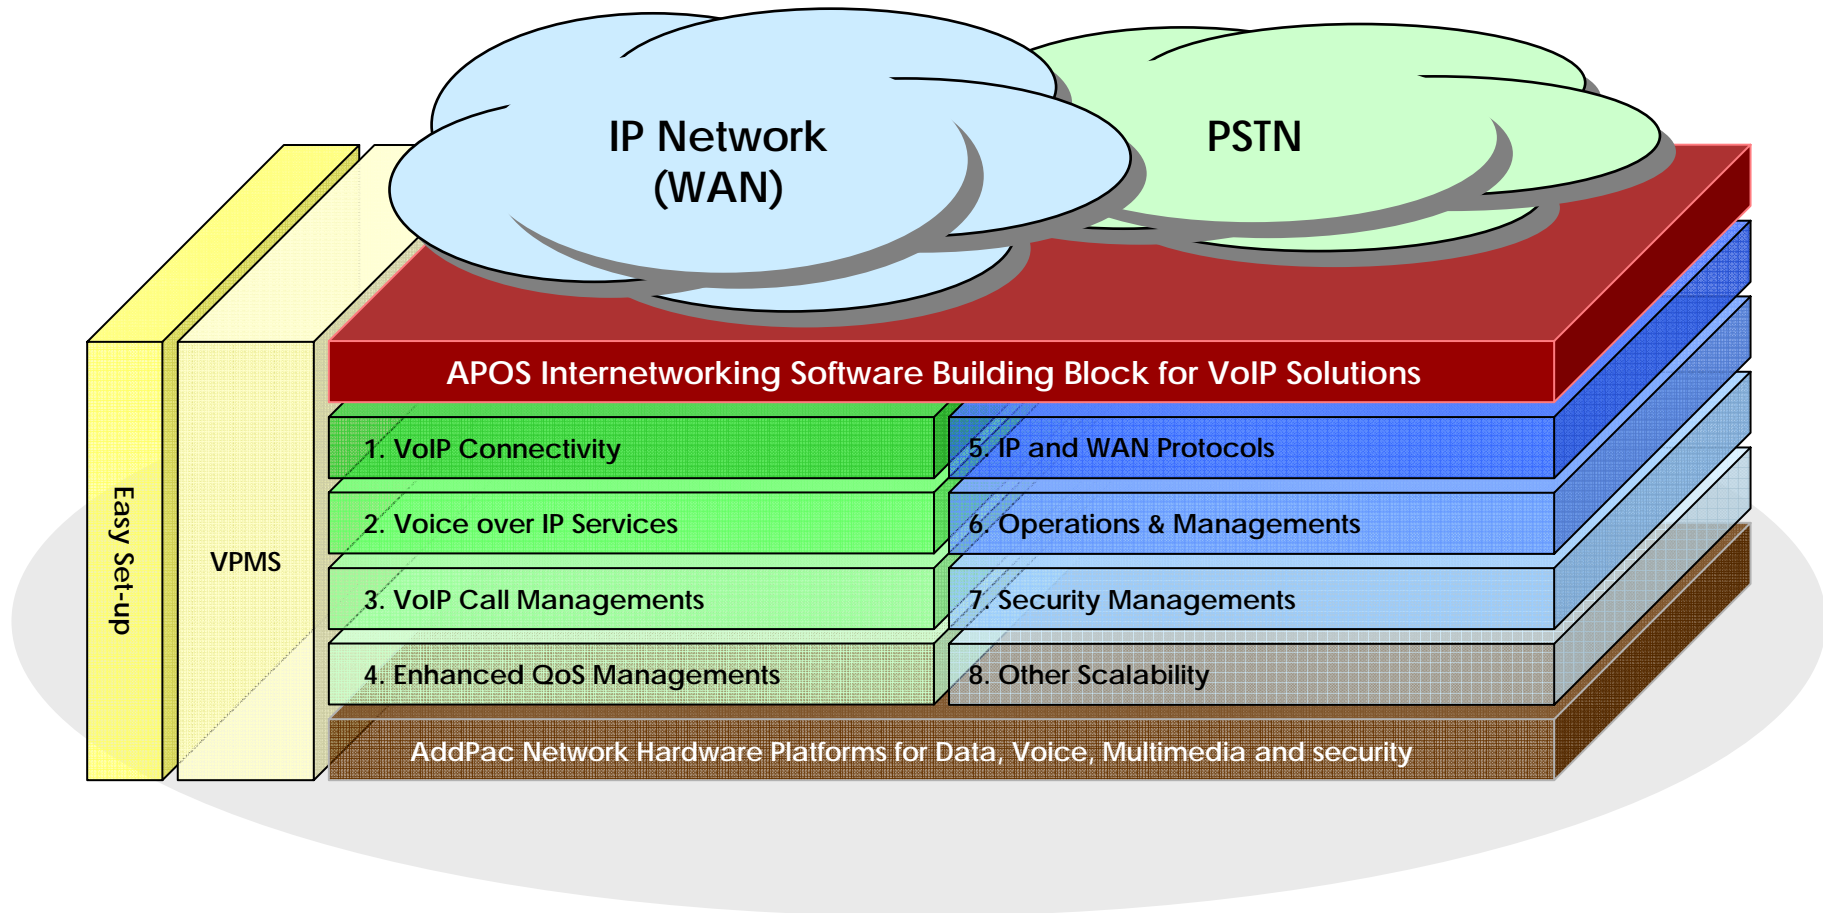 IP Network
(WAN)
PSTN
APOS Internetworking Software Building Block for VoIP Solutions
1. VoIP Connectivity
5. IP and WAN Protocols
2. Voice over IP Services
6. Operations & Managements
3. VoIP Call Managements
7. Security Managements
4. Enhanced QoS Managements
8. Other Scalability
AddPac Network Hardware Platforms for Data, Voice, Multimedia and security
Easy Set-up
VPMS